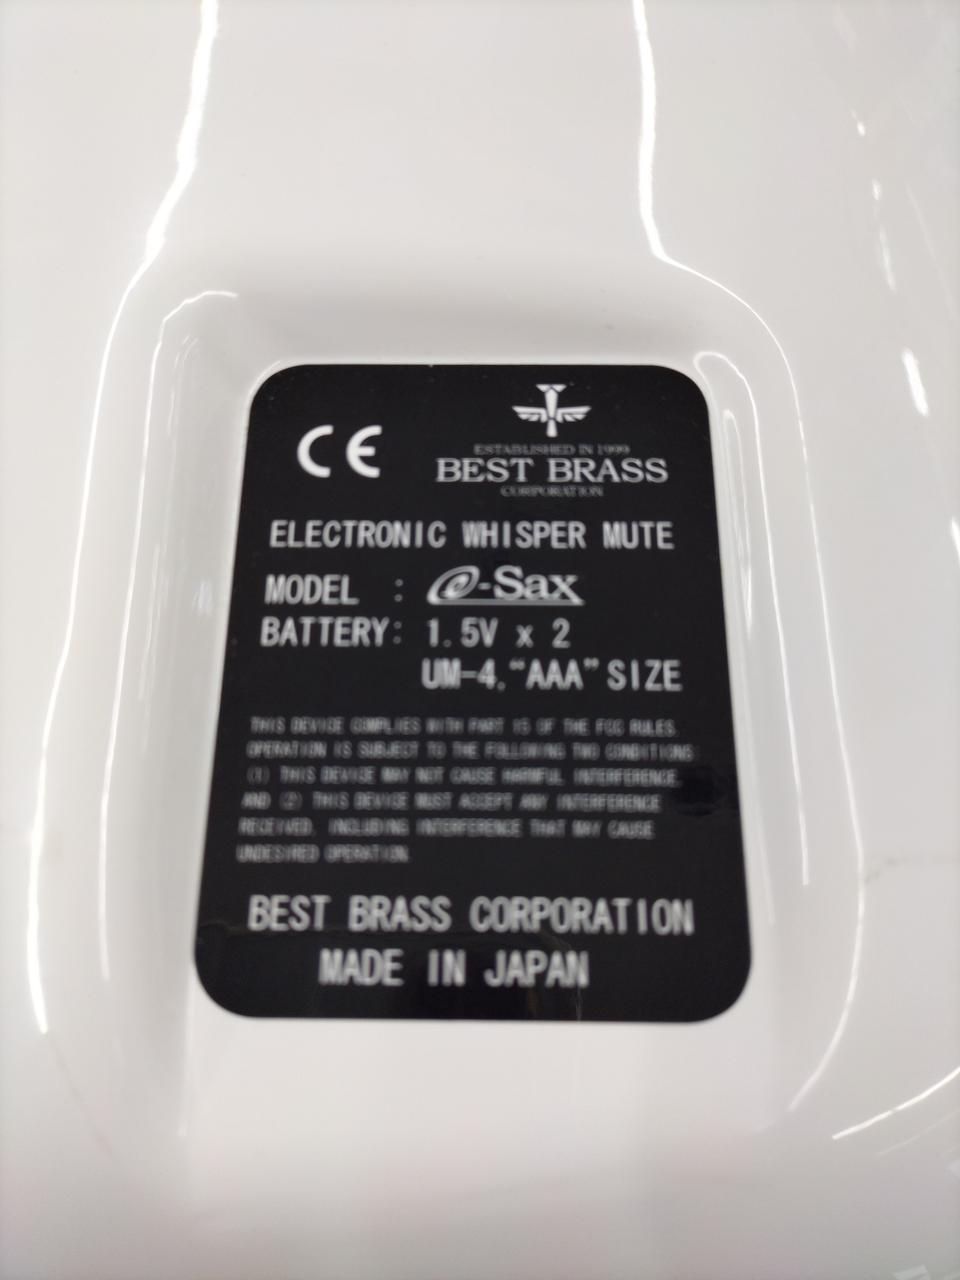 CE
ESTABLISHED IN 1999
BEST BRASS
CORPORATION
ELECTRONIC WHISPER MUTE
MODEL : e-Sax
BATTERY: 1.5V x 2
UM-4. "AAA" SIZE
THIS DEVICE COMPLIES WITH PART 15 OF THE FCC RULES.
OPERATION IS SUBJECT TO THE FOLLOWING TWO CONDITIONS:
(1) THIS DEVICE MAY NOT CAUSE HARMFUL INTERFERENCE
AND (2) THIS DEVICE MUST ACCEPT ANY INTERFERENCE
RECEIVED, INCLUDING INTERFERENCE THAT MAY CAUSE
UNDESIRED OPERATION.
BEST BRASS CORPORATION
MADE IN JAPAN